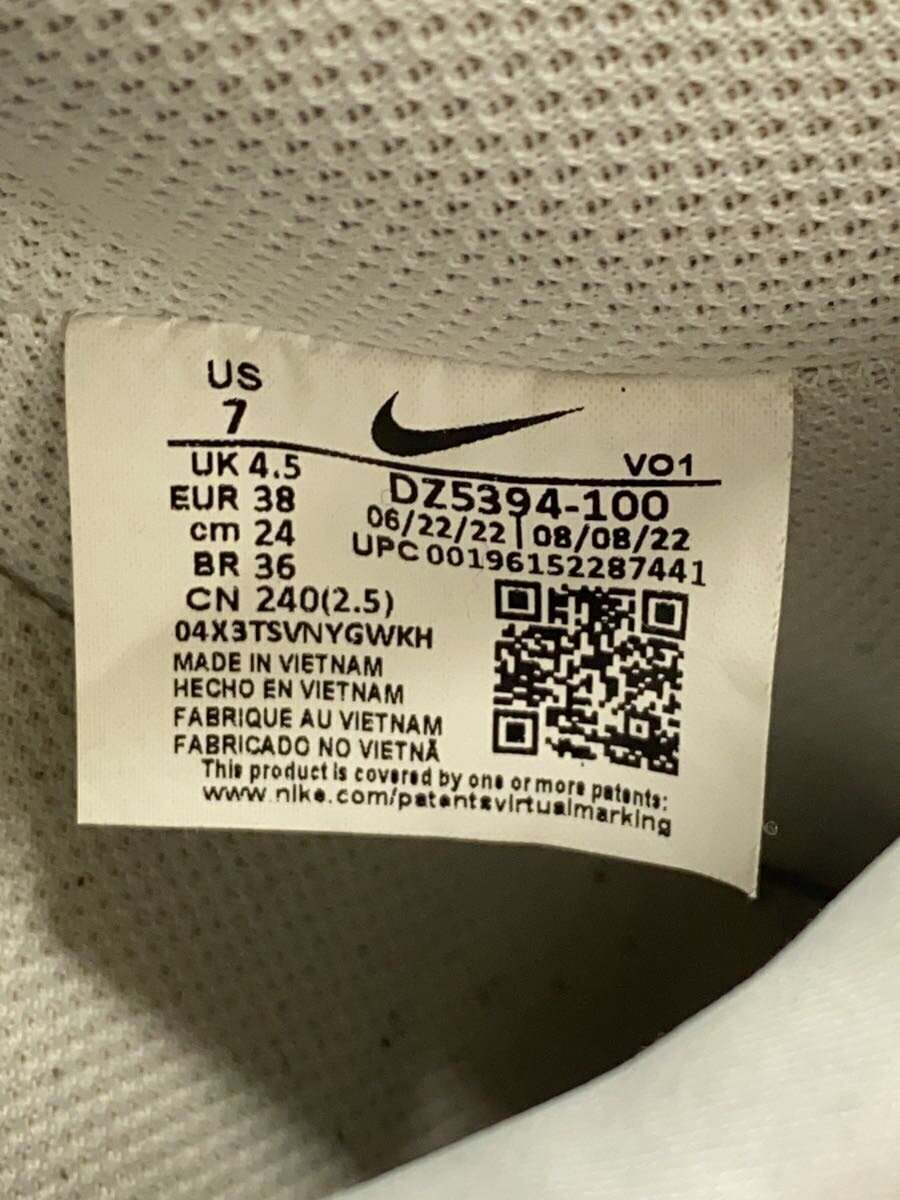 US
7
UK 4.5
EUR 38
cm 24
BR 36
CN 240(2.5)
04X3TSVNYGWKH
MADE IN VIETNAM
HECHO EN VIETNAM
FABRIQUE AU VIETNAM
FABRICADO NO VIETNÃ
VO1
DZ5394-100
06/22/22 | 08/08/22
UPC 00196152287441
This product is covered by one or more patents:
www.nike.com/patentsvirtualmarking